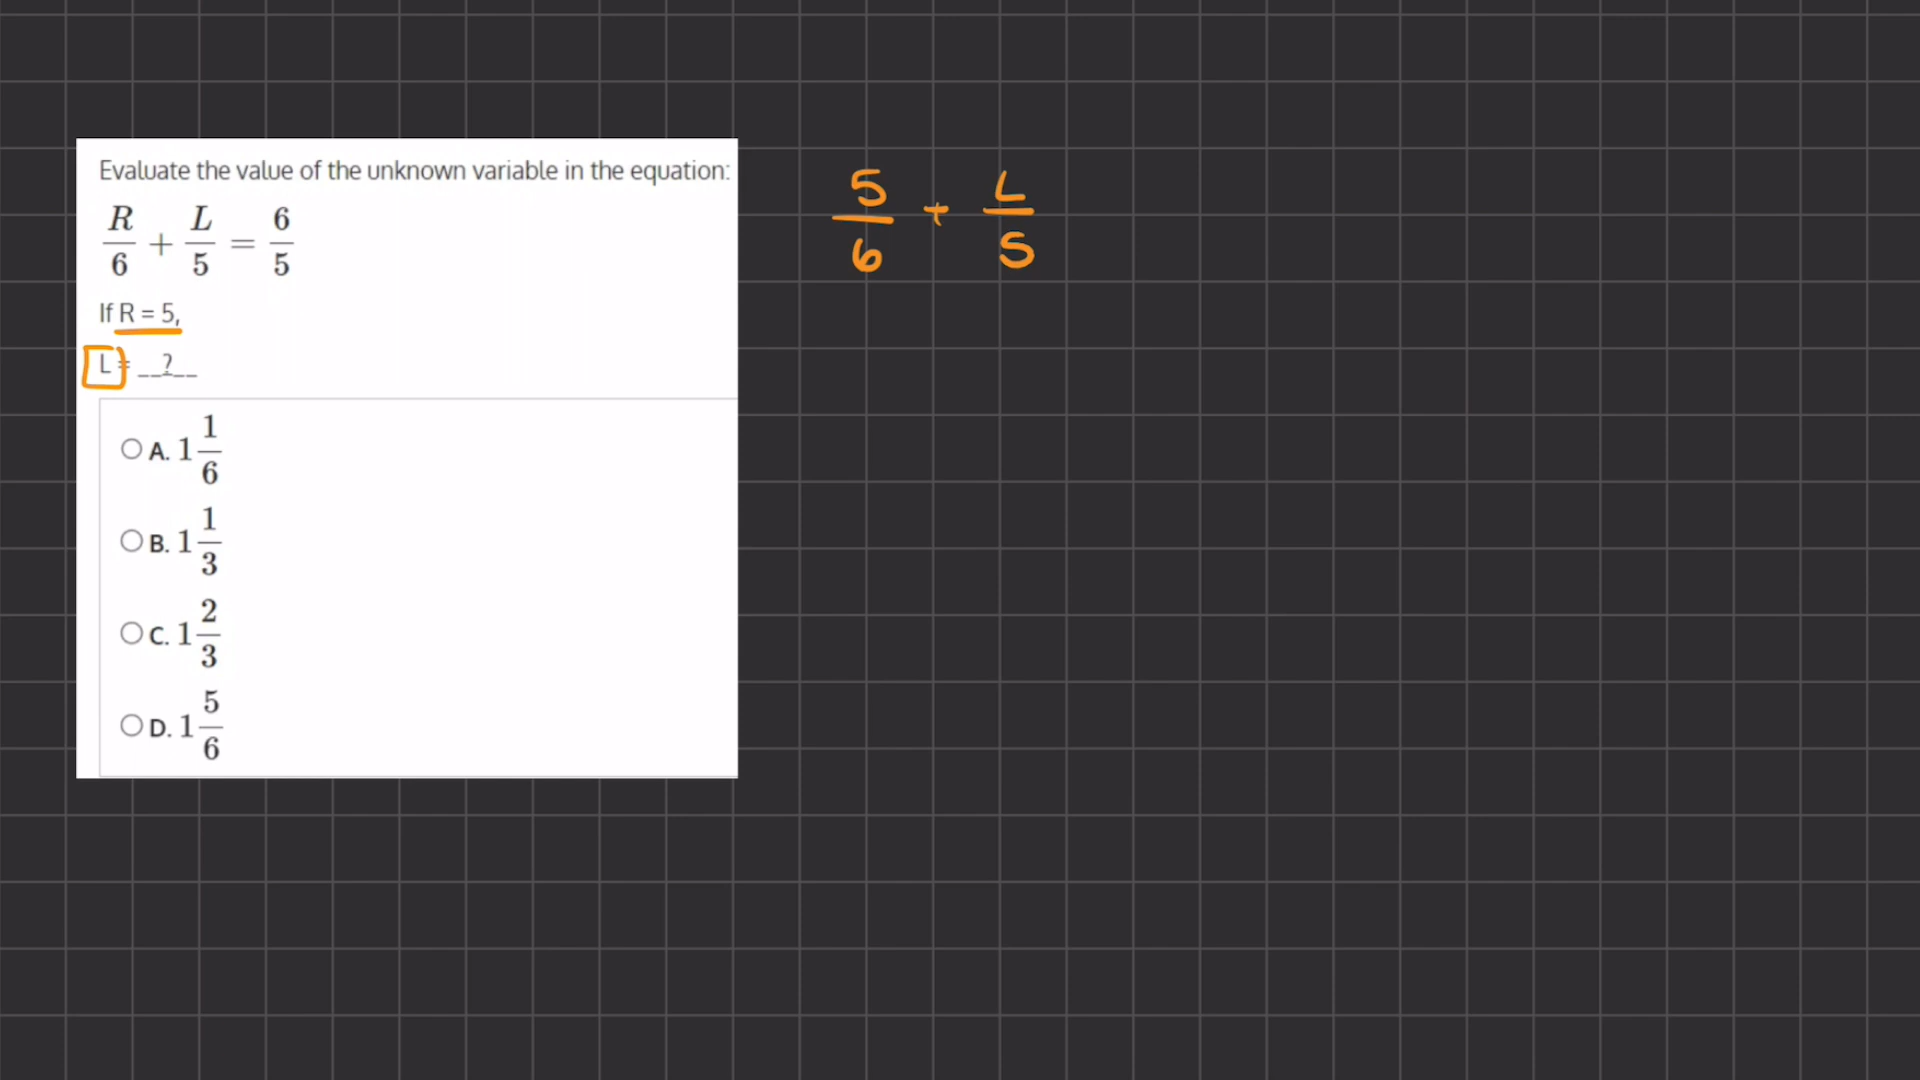 Evaluate the value of the unknown variable in the equation:
R/6 + L/5 = 6/5
If R = 5,
L = __?__
A. 1 1/6
B. 1 1/3
C. 1 2/3
D. 1 5/6
5/6 + L/5